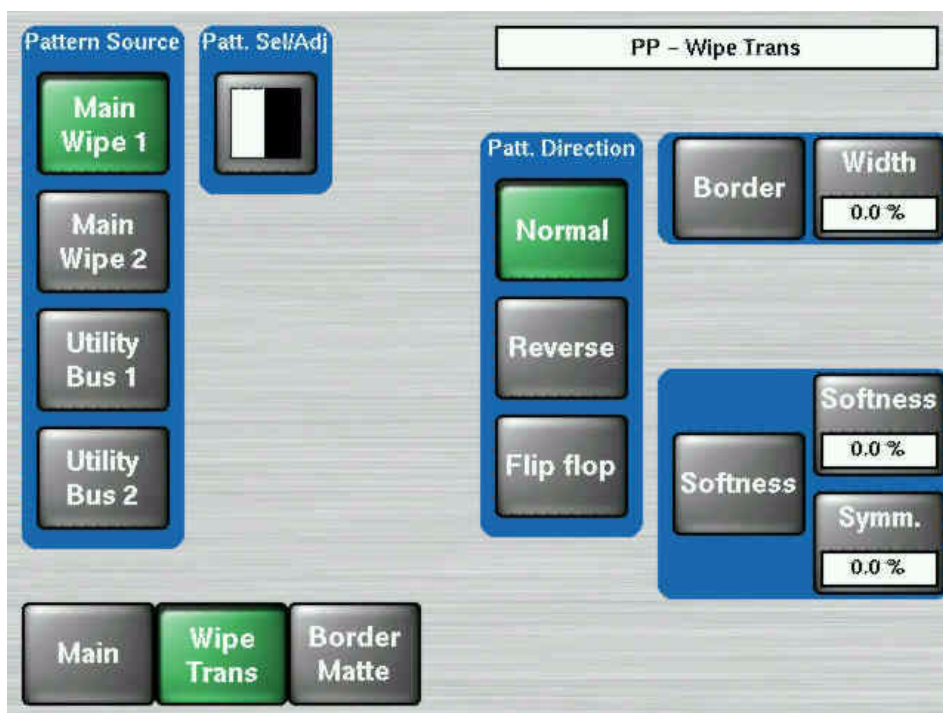 Pattern Source
Patt. Sel/Adj
PP – Wipe Trans
Main
Wipe 1
Main
Wipe 2
Utility
Bus 1
Utility
Bus 2
Patt. Direction
Normal
Reverse
Flip flop
Border
Width
0.0 %
Softness
Softness
0.0 %
Symm.
0.0 %
Main
Wipe
Trans
Border
Matte